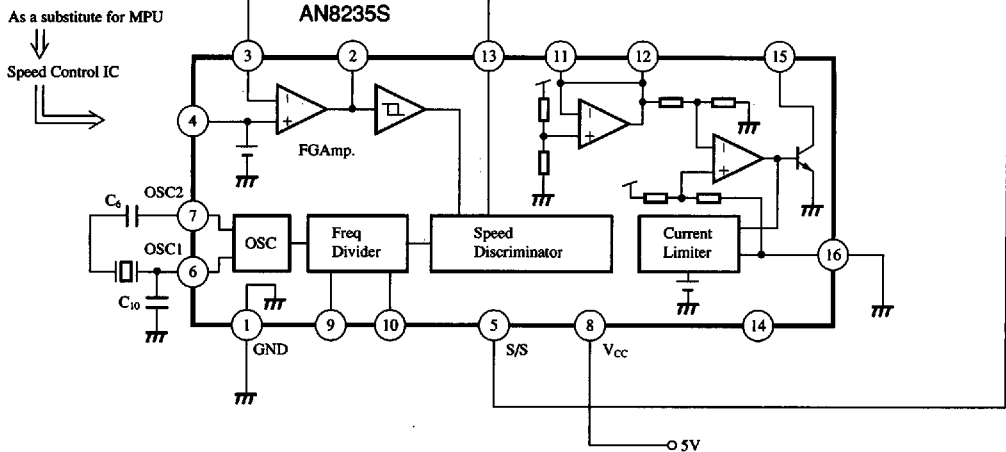 As a substitute for MPU
AN8235S
Speed Control IC
3
2
13
11
12
15
4
FGAmp.
C6
OSC2
7
OSC1
6
C10
OSC
Freq
Divider
Speed
Discriminator
Current
Limiter
16
1
GND
9
10
5
S/S
8
VCC
14
5V